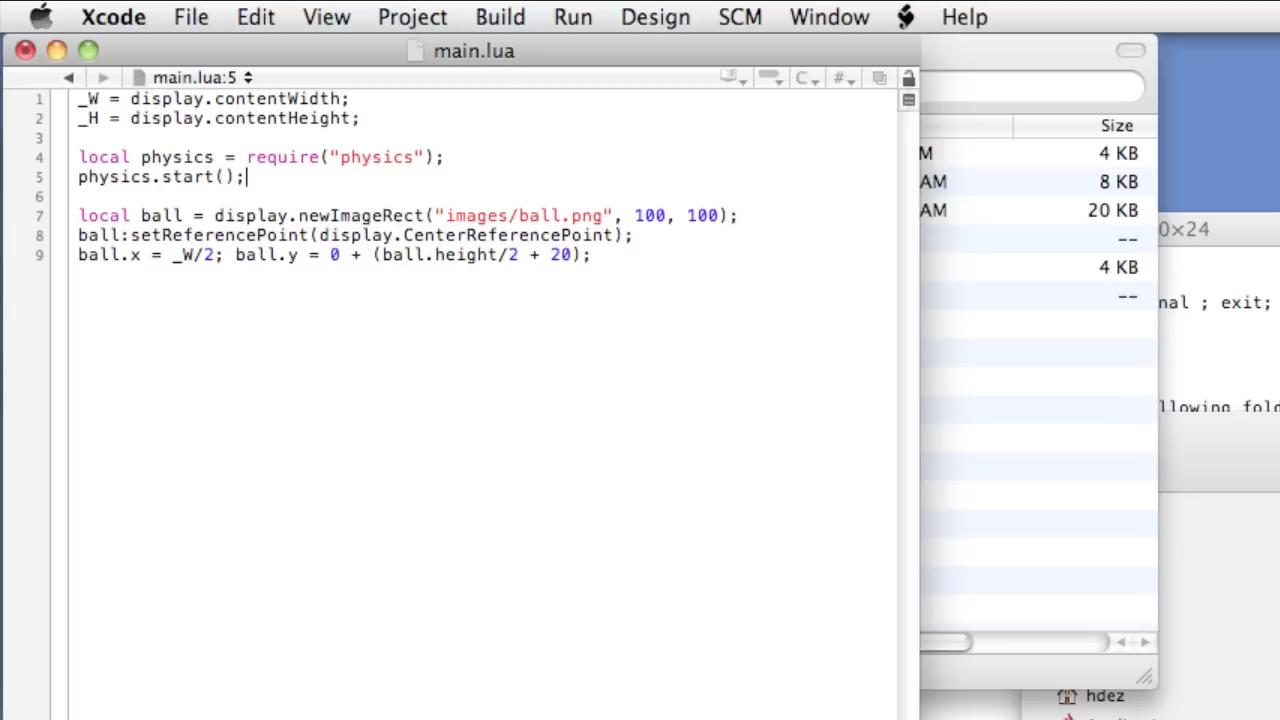 Xcode File Edit View Project Build Run Design SCM Window Help
main.lua
main.lua:5
C #
1 _W = display.contentWidth;
2 _H = display.contentHeight;
3
4 local physics = require("physics");
5 physics.start();
6
7 local ball = display.newImageRect("images/ball.png", 100, 100);
8 ball:setReferencePoint(display.CenterReferencePoint);
9 ball.x = _W/2; ball.y = 0 + (ball.height/2 + 20);
Size
M 4 KB
AM 8 KB
AM 20 KB
--
4 KB
--
0×24
nal ; exit;
llowing fold
hdez